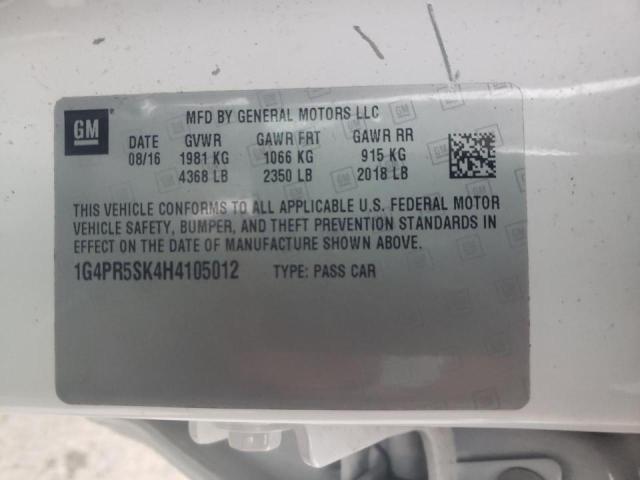 GM
MFD BY GENERAL MOTORS LLC
DATE GVWR GAWR FRT GAWR RR
08/16 1981 KG 1066 KG 915 KG
4368 LB 2350 LB 2018 LB
THIS VEHICLE CONFORMS TO ALL APPLICABLE U.S. FEDERAL MOTOR
VEHICLE SAFETY, BUMPER, AND THEFT PREVENTION STANDARDS IN
EFFECT ON THE DATE OF MANUFACTURE SHOWN ABOVE.
1G4PR5SK4H4105012 TYPE: PASS CAR